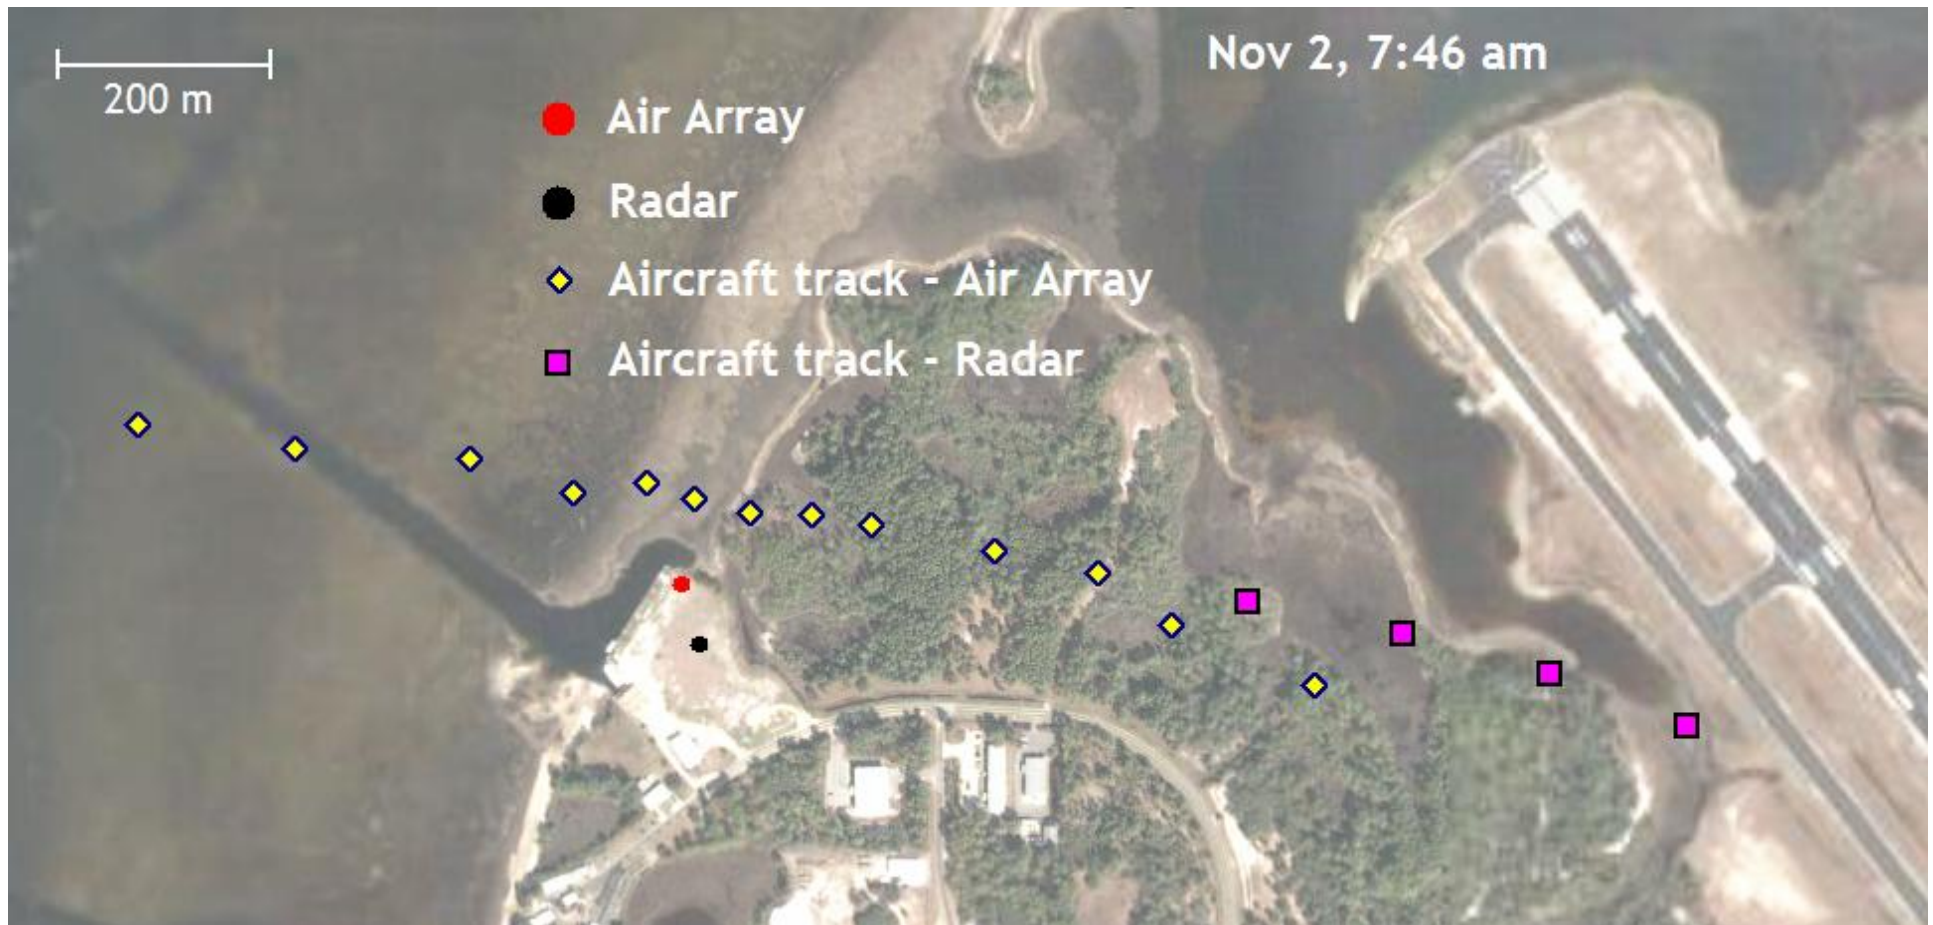 Nov 2, 7:46 am
200 m
Air Array
Radar
Aircraft track - Air Array
Aircraft track - Radar